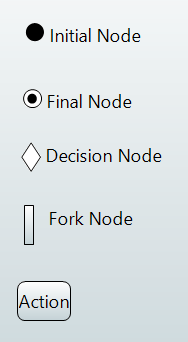 Initial Node
Final Node
Decision Node
Fork Node
Action